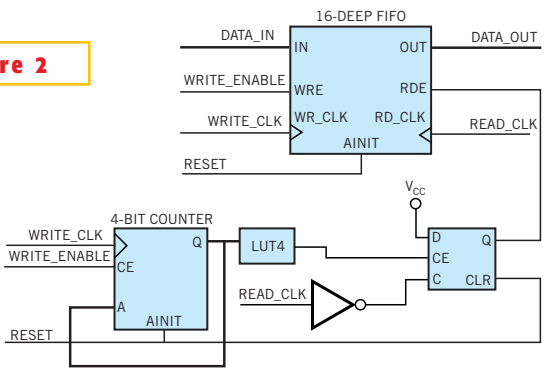 re 2
16-DEEP FIFO
DATA_IN
IN
OUT
DATA_OUT
WRITE_ENABLE
WRE
RDE
WRITE_CLK
WR_CLK
RD_CLK
READ_CLK
AINIT
RESET
VCC
4-BIT COUNTER
WRITE_CLK
Q
LUT4
D
Q
WRITE_ENABLE
CE
CE
READ_CLK
C
CLR
A
AINIT
RESET